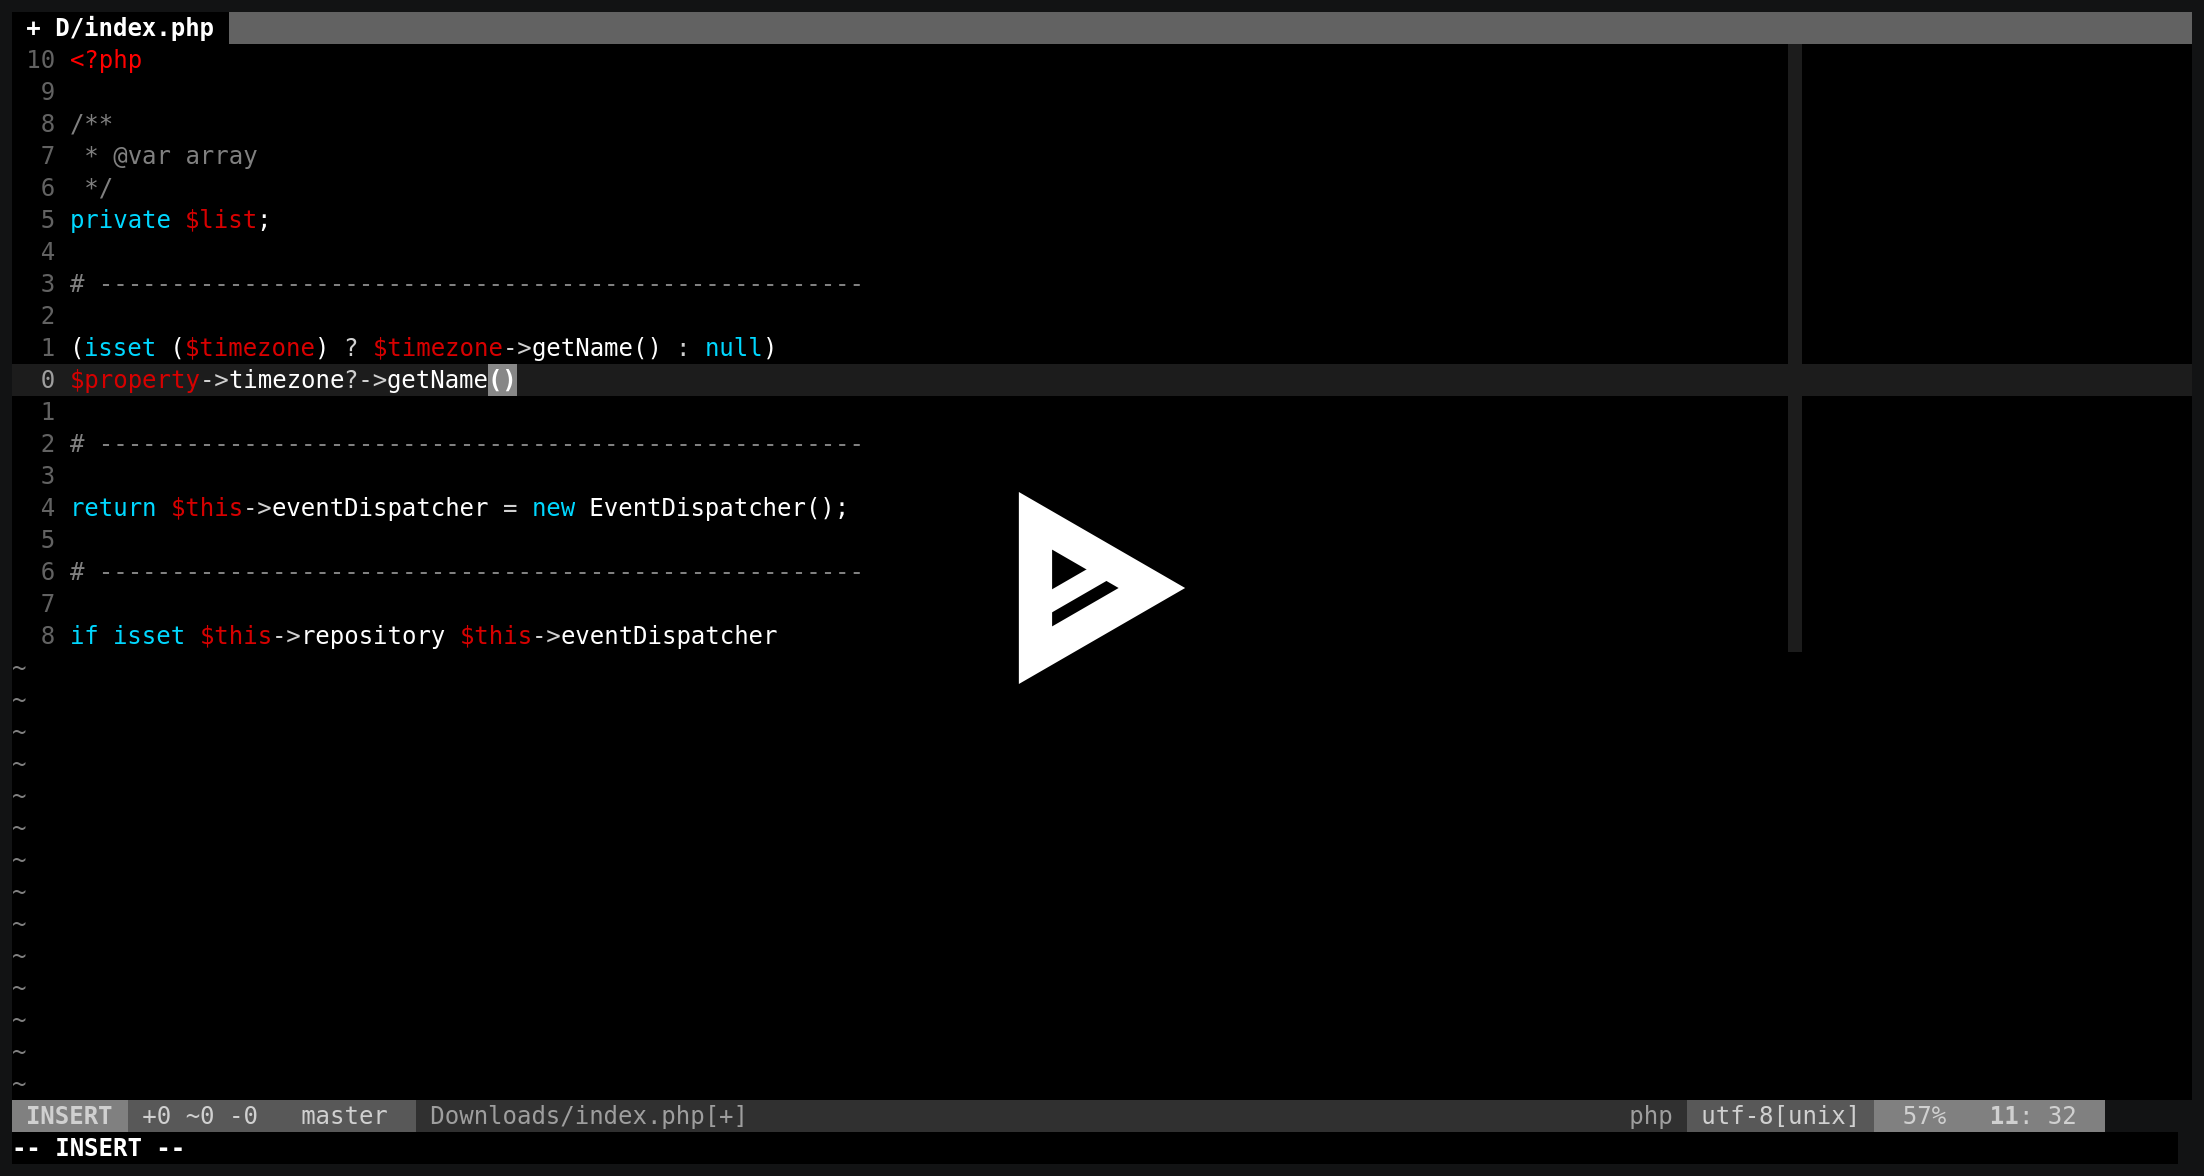 + D/index.php
10 <?php
9
8 /**
7  * @var array
6  */
5 private $list;
4
3 # -----------------------------------------------------
2
1 (isset ($timezone) ? $timezone->getName() : null)
0 $property->timezone?->getName()
1
2 # -----------------------------------------------------
3
4 return $this->eventDispatcher = new EventDispatcher();
5
6 # -----------------------------------------------------
7
8 if isset $this->repository $this->eventDispatcher
~
~
~
~
~
~
~
~
~
~
~
~
~
~
INSERT +0 ~0 -0 master Downloads/index.php[+] php utf-8[unix] 57% 11: 32
-- INSERT --